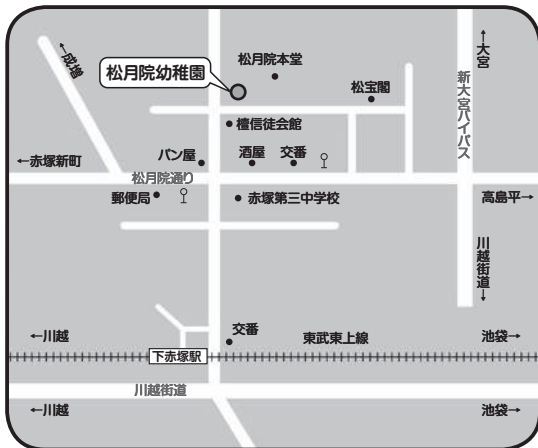 ←成増
松月院本堂
←大宮
松月院幼稚園
松宝閣
新大宮バイパス
檀信徒会館
←赤塚新町
パン屋
酒屋
交番
松月院通り
郵便局
赤塚第三中学校
高島平→
川越街道→
交番
←川越
東武東上線
池袋→
下赤塚駅
川越街道
←川越
池袋→